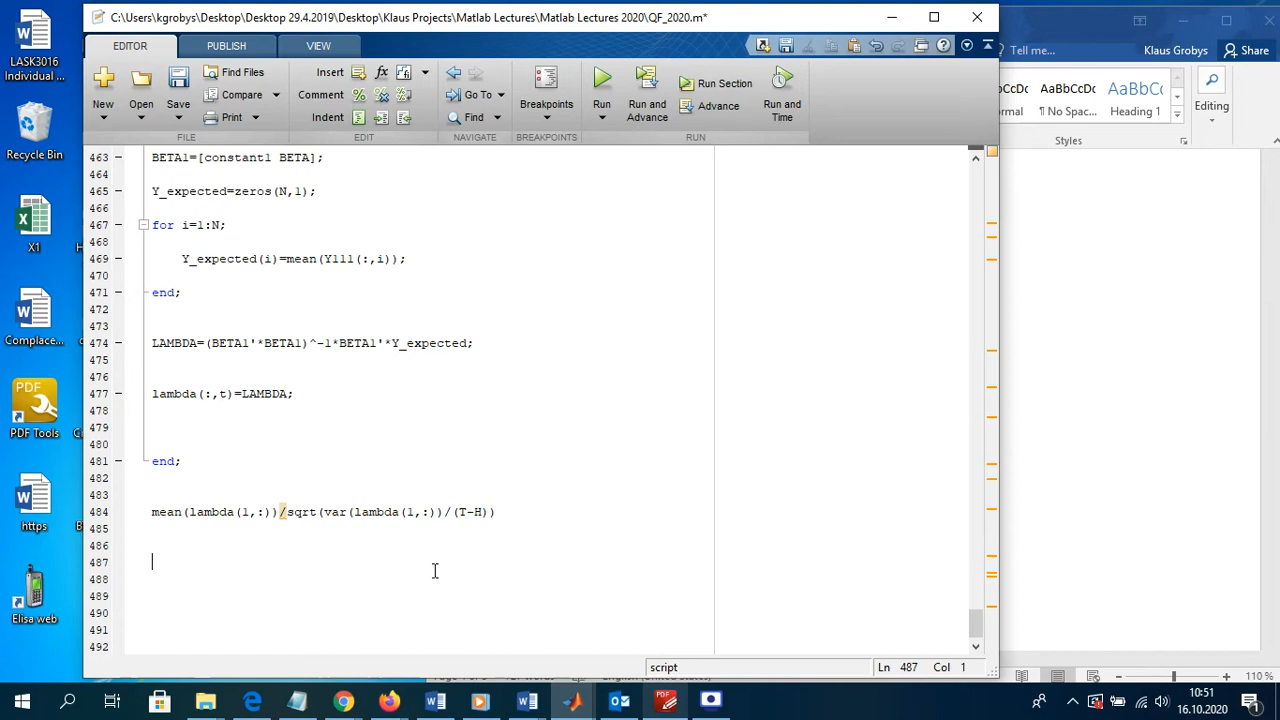 C:\Users\kgrobys\Desktop\Desktop 29.4.2019\Desktop\Klaus Projects\Matlab Lectures\Matlab Lectures 2020\QF_2020.m*
EDITOR PUBLISH VIEW
New Open Save Find Files Compare Print
FILE
Insert fx
Comment
Indent
EDIT
Go To
Find
NAVIGATE
Breakpoints
BREAKPOINTS
Run Run and Advance Run Section Advance Run and Time
RUN
463 BETA1=[constant1 BETA];
464
465 Y_expected=zeros(N,1);
466
467 for i=1:N;
468
469 Y_expected(i)=mean(Y111(:,i));
470
471 end;
472
473
474 LAMBDA=(BETA1'*BETA1)^-1*BETA1'*Y_expected;
475
476
477 lambda(:,t)=LAMBDA;
478
479
480
481 end;
482
483
484 mean(lambda(1,:))/sqrt(var(lambda(1,:))/(T-H))
485
486
487
488
489
490
491
492
script
Ln 487 Col 1
Tell me...
Klaus Grobys
Share
AaBbCcDc
AaBbC
No Spac...
Heading 1
Styles
Editing
LASK3016
Individual ...
Recycle Bin
X1
Complace...
PDF
PDF Tools
https
Elisa web
110 %
10:51
16.10.2020